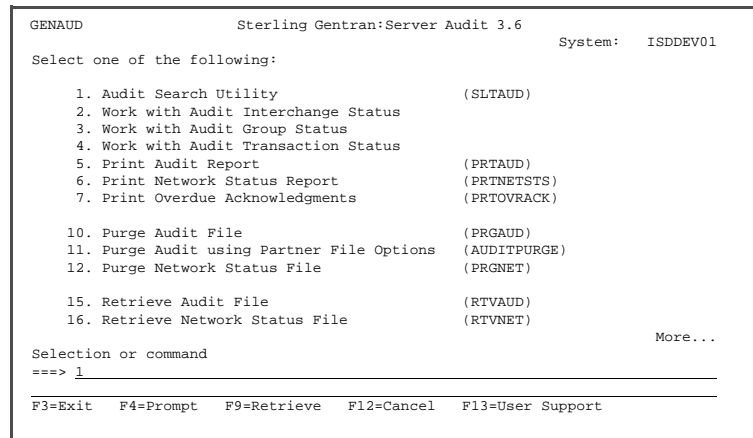 GENAUD Sterling Gentran:Server Audit 3.6
System: ISDDEV01
Select one of the following:
1. Audit Search Utility (SLTAUD)
2. Work with Audit Interchange Status
3. Work with Audit Group Status
4. Work with Audit Transaction Status
5. Print Audit Report (PRTAUD)
6. Print Network Status Report (PRTNETSTS)
7. Print Overdue Acknowledgments (PRTOVRACK)
10. Purge Audit File (PRGAUD)
11. Purge Audit using Partner File Options (AUDITPURGE)
12. Purge Network Status File (PRGNET)
15. Retrieve Audit File (RTVAUD)
16. Retrieve Network Status File (RTVNET)
More...
Selection or command
===> 1
F3=Exit F4=Prompt F9=Retrieve F12=Cancel F13=User Support